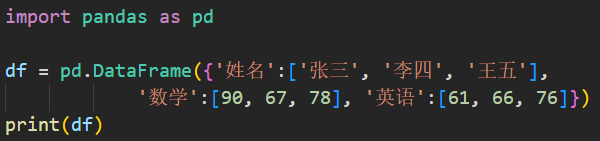 import pandas as pd
df = pd.DataFrame({'姓名':['张三', '李四', '王五'],
'数学':[90, 67, 78], '英语':[61, 66, 76]})
print(df)